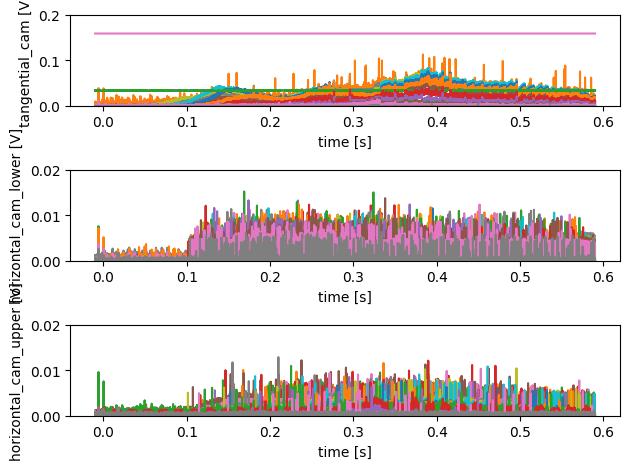 tangential_cam [V
0.2
0.1
0.0
0.0 0.1 0.2 0.3 0.4 0.5 0.6
time [s]
horizontal_cam_lower [V]
0.02
0.01
0.00
0.0 0.1 0.2 0.3 0.4 0.5 0.6
time [s]
horizontal_cam_upper [V]
0.02
0.01
0.00
0.0 0.1 0.2 0.3 0.4 0.5 0.6
time [s]